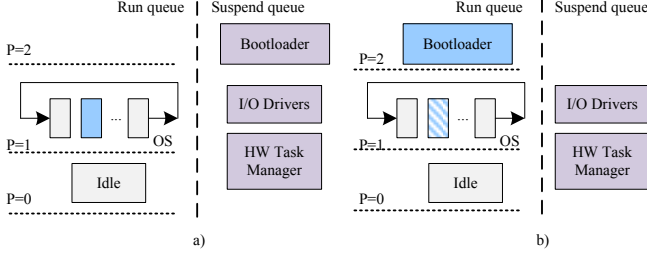 Run queue
Suspend queue
P=2
Bootloader
...
OS
I/O Drivers
P=1
HW Task
Manager
Idle
P=0
a)
Run queue
Suspend queue
Bootloader
P=2
...
OS
I/O Drivers
P=1
HW Task
Manager
Idle
P=0
b)